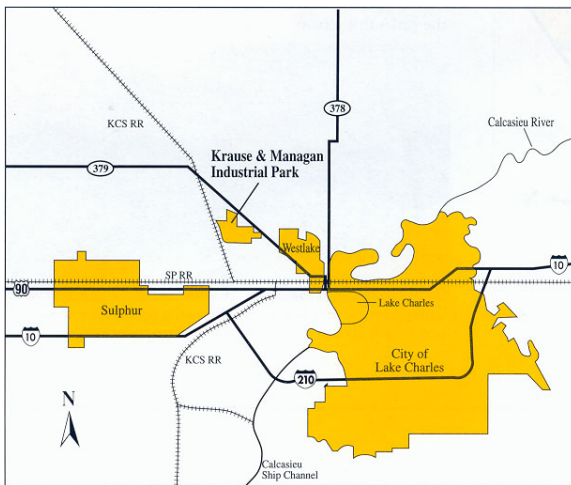 378
KCS RR
Calcasieu River
379
Krause & Managan
Industrial Park
Westlake
10
SP RR
90
Lake Charles
Sulphur
10
City of
Lake Charles
KCS RR
210
N
Calcasieu
Ship Channel